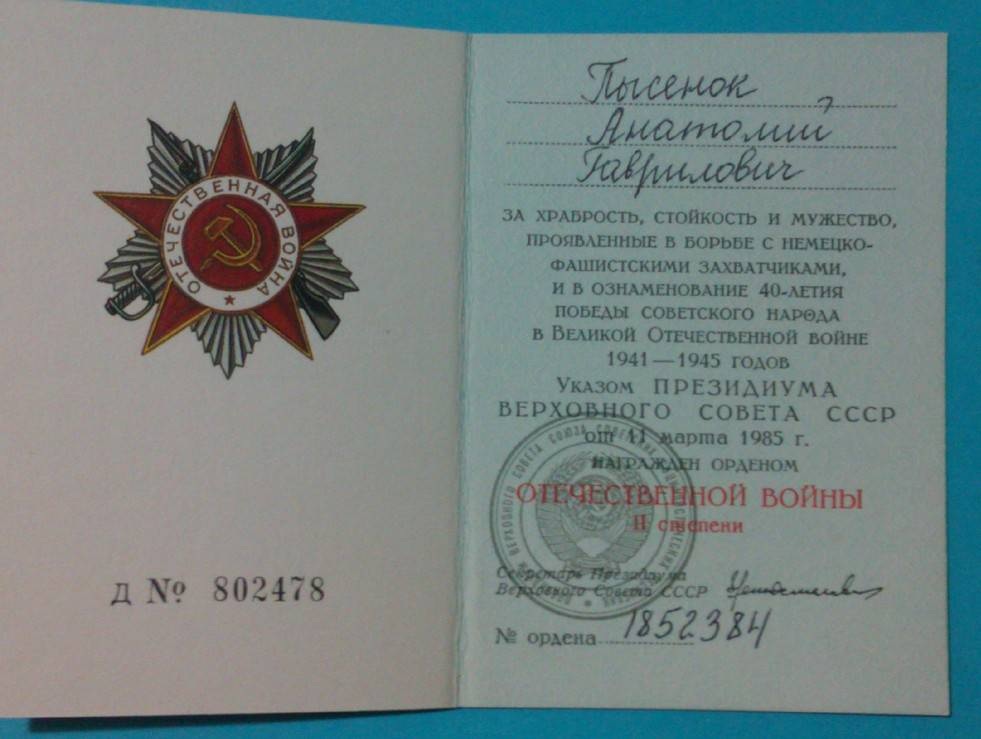 ОТЕЧЕСТВЕННАЯ ВОЙНА
Д № 802478
Пысенок
Анатолий
Гаврилович
ЗА ХРАБРОСТЬ, СТОЙКОСТЬ И МУЖЕСТВО,
ПРОЯВЛЕННЫЕ В БОРЬБЕ С НЕМЕЦКО-
ФАШИСТСКИМИ ЗАХВАТЧИКАМИ,
И В ОЗНАМЕНОВАНИЕ 40-ЛЕТИЯ
ПОБЕДЫ СОВЕТСКОГО НАРОДА
В ВЕЛИКОЙ ОТЕЧЕСТВЕННОЙ ВОЙНЕ
1941—1945 ГОДОВ
УКАЗОМ ПРЕЗИДИУМА
ВЕРХОВНОГО СОВЕТА СССР
от 11 марта 1985 г.
НАГРАЖДЕН ОРДЕНОМ
ОТЕЧЕСТВЕННОЙ ВОЙНЫ
II степени
Секретарь Президиума
Верховного Совета СССР
№ ордена 1852384